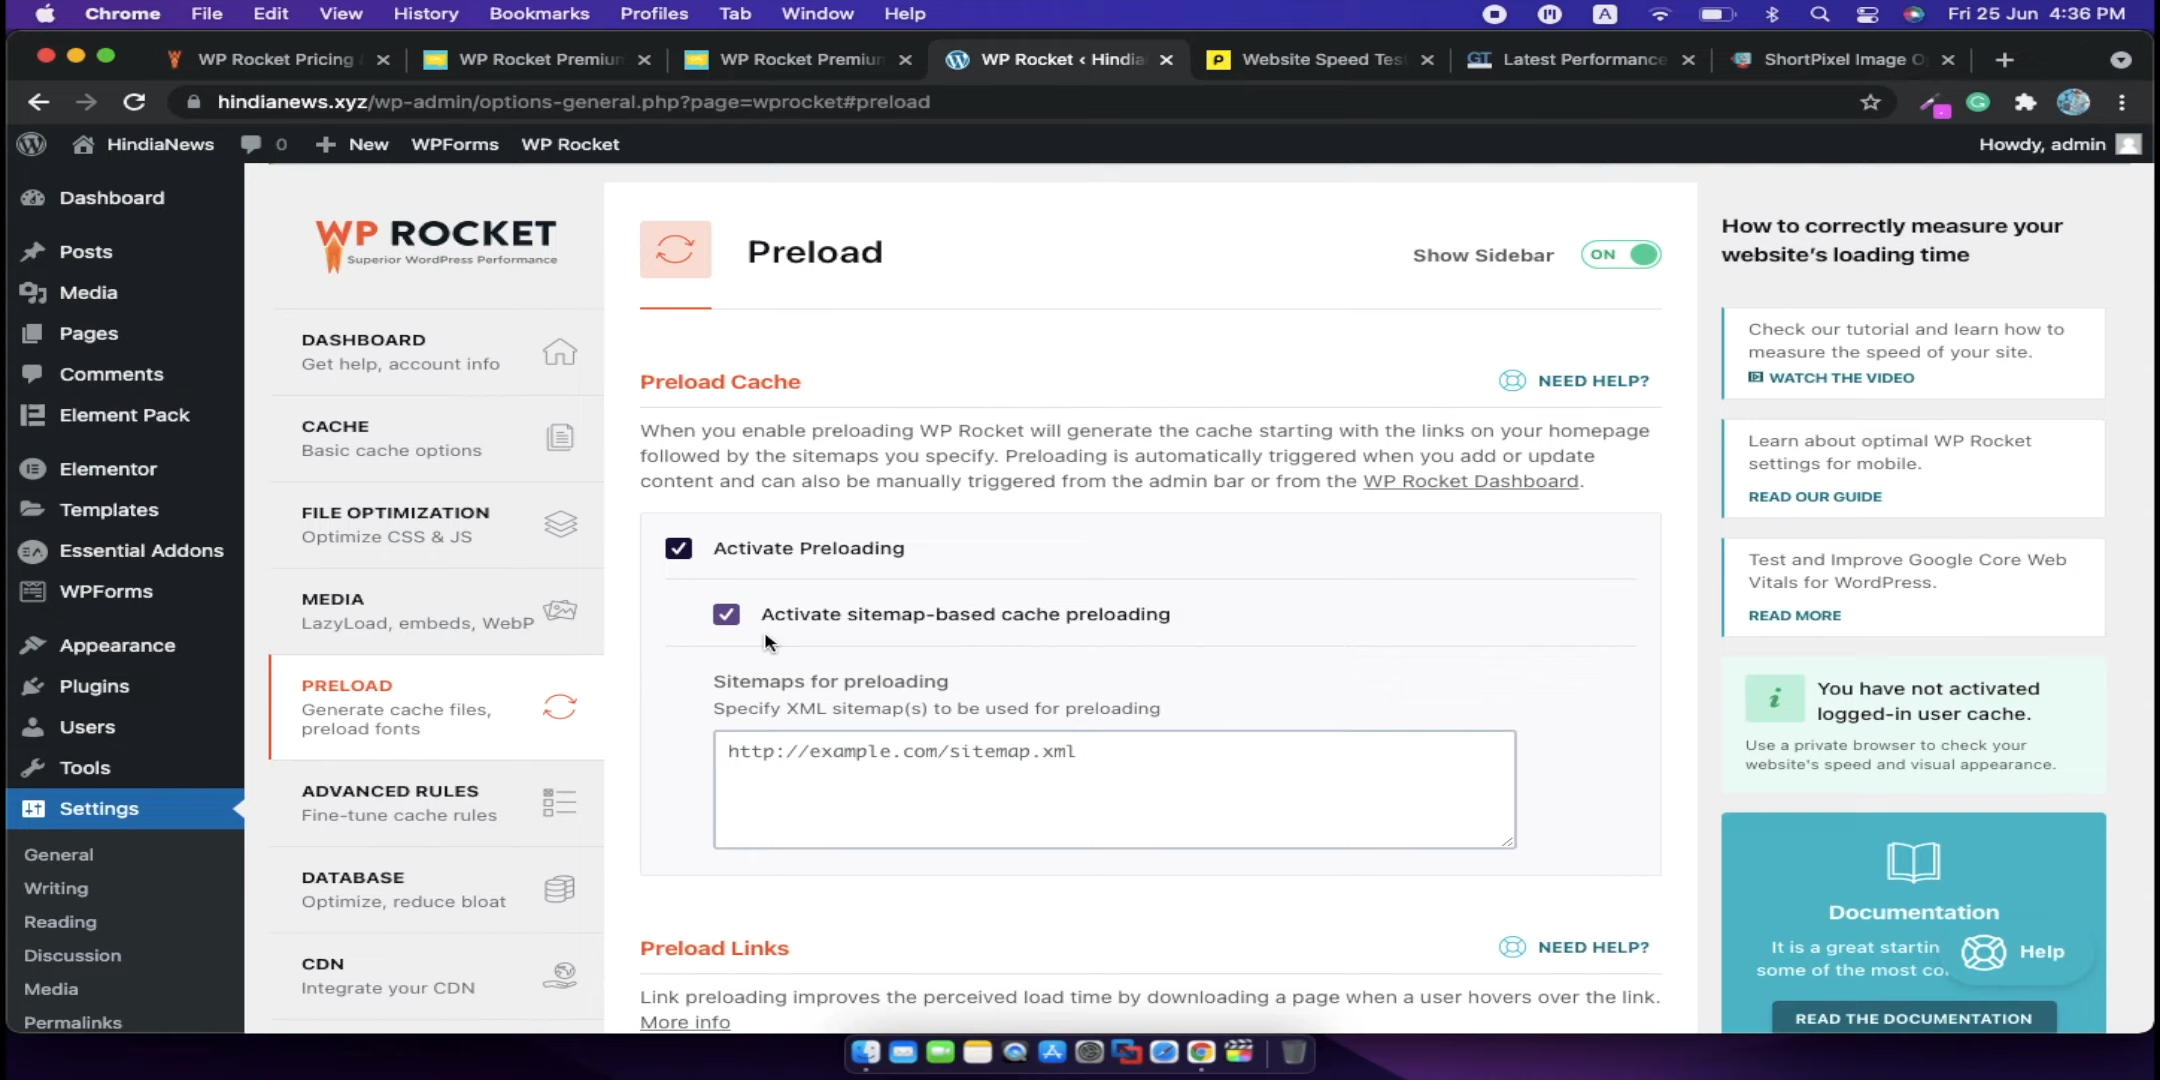 Chrome File Edit View History Bookmarks Profiles Tab Window Help
A
Fri 25 Jun 4:36 PM
WP Rocket Pricing
WP Rocket Premium
WP Rocket Premium
WP Rocket ‹ Hindia
Website Speed Tes
GT Latest Performance
ShortPixel Image O
hindianews.xyz/wp-admin/options-general.php?page=wprocket#preload
HindiaNews 0 New WPForms WP Rocket
Howdy, admin
Dashboard
Posts
Media
Pages
Comments
Element Pack
Elementor
Templates
Essential Addons
WPForms
Appearance
Plugins
Users
Tools
Settings
General
Writing
Reading
Discussion
Media
Permalinks
WP ROCKET
Superior WordPress Performance
DASHBOARD
Get help, account info
CACHE
Basic cache options
FILE OPTIMIZATION
Optimize CSS & JS
MEDIA
LazyLoad, embeds, WebP
PRELOAD
Generate cache files,
preload fonts
ADVANCED RULES
Fine-tune cache rules
DATABASE
Optimize, reduce bloat
CDN
Integrate your CDN
Preload
Show Sidebar
ON
Preload Cache
NEED HELP?
When you enable preloading WP Rocket will generate the cache starting with the links on your homepage
followed by the sitemaps you specify. Preloading is automatically triggered when you add or update
content and can also be manually triggered from the admin bar or from the WP Rocket Dashboard.
Activate Preloading
Activate sitemap-based cache preloading
Sitemaps for preloading
Specify XML sitemap(s) to be used for preloading
http://example.com/sitemap.xml
Preload Links
NEED HELP?
Link preloading improves the perceived load time by downloading a page when a user hovers over the link.
More info
How to correctly measure your
website's loading time
Check our tutorial and learn how to
measure the speed of your site.
WATCH THE VIDEO
Learn about optimal WP Rocket
settings for mobile.
READ OUR GUIDE
Test and Improve Google Core Web
Vitals for WordPress.
READ MORE
You have not activated
logged-in user cache.
Use a private browser to check your
website's speed and visual appearance.
Documentation
It is a great startin
some of the most co
Help
READ THE DOCUMENTATION